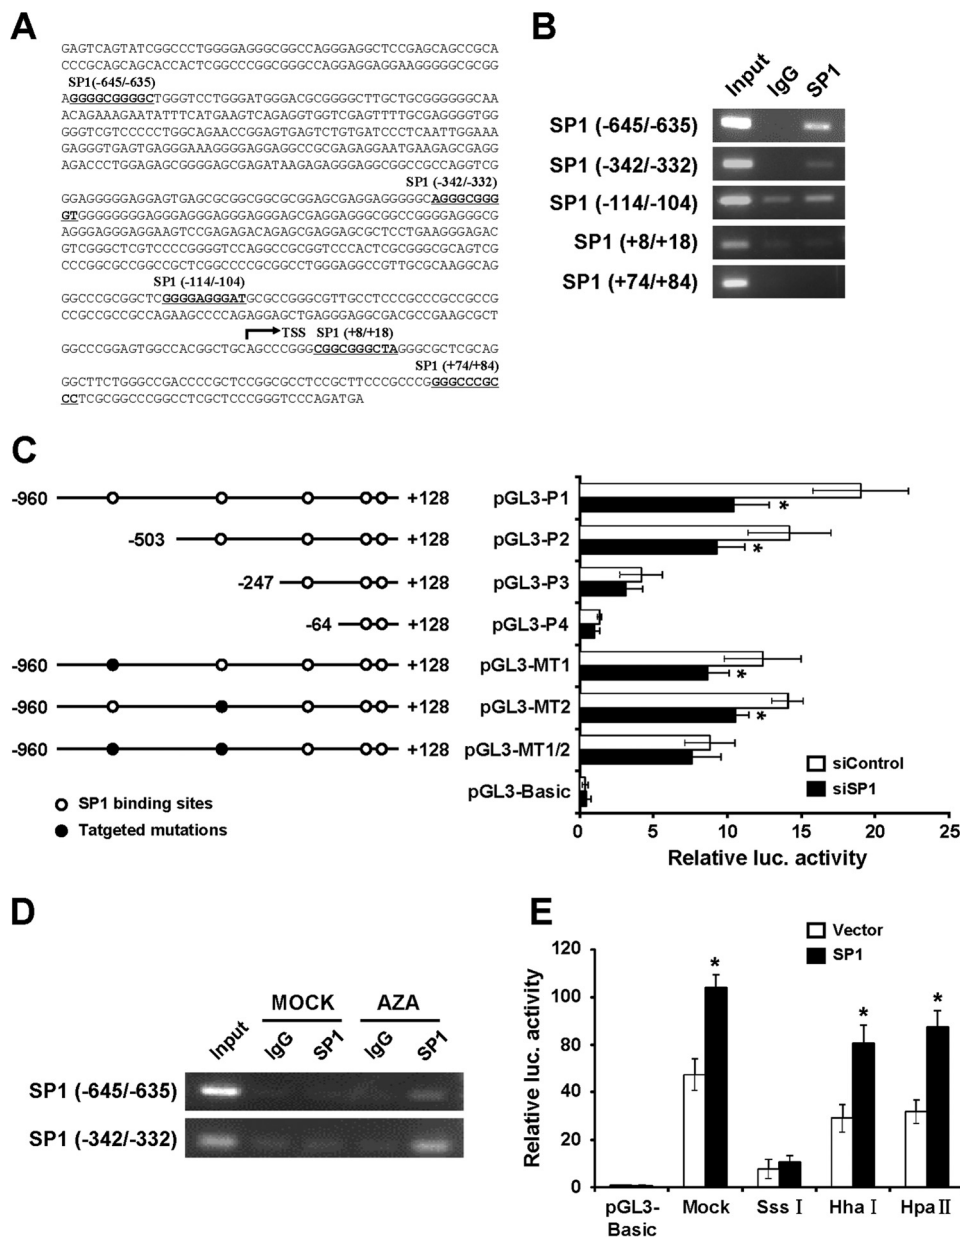 A
GAGTCAGTATCGGCCCTGGGGAGGGCGGCCAGGGAGGCTCCGAGCAGCCGCA
CCCGCAGCAGCACCACTCGGCCCGGCGGGCCAGGAGGAGGAAGGGGGCGCGG
SP1(-645/-635)
AGGGGCGGGGCTGGGTCCTGGGATGGGACGCGGGGCTTGCTGCGGGGGGCAA
ACAGAAAGAATATTTCATGAAGTCAGAGGTGGTCGAGTTTTGCGAGGGGTGG
GGGTCGTCCCCCTGGCAGAACCGGAGTGAGTCTGTGATCCCTCAATTGGAAA
GAGGGTGAGTGAGGGAAAGGGGAGGAGGCCGCGAGAGGAATGAAGAGCGAGG
AGACCCTGGAGAGCGGGGAGCGAGATAAGAGAGGGAGGCGGCCGCCAGGTCG
SP1 (-342/-332)
GGAGGGGGAGGAGTGAGCGCGGCGGCGCGGAGCGAGGAGGGGGCAGGGCGGG
GTGGGGGGGGAGGGAGGGAGGGAGGGAGCGAGGAGGGCGGCCGGGAGGGCG
AGGGAGGGAGGAAGTCGAGAGACAGAGCGAGGAGCGCTCCTGAAGGGAGAC
GTCGGGCTCGTCCCCGGGGTCCAGGCCGCGGTCCCACTCGCGGGCGCAGTCG
CCCGGCGCCGGCCGCTCGGCCCCGCGGCCTGGGAGGCCGTTGCGCAAGGCAG
SP1 (-114/-104)
GGCCCGCGGCTCGGGGAGGGATGCGCCGGGCGTTGCCTCCCGCCCGCCGCCG
CCGCCGCCGCCAGAAGCCCCAGAGGAGCTGAGGGAGGCGACGCCGAAGCGCT
TSS SP1 (+8/+18)
GGCCCGGAGTGGCCACGGCTGCAGCCCGGGCGGCGGGCTAGGGCGCTCGCAG
SP1 (+74/+84)
GGCTTCTGGGCCGACCCCGCTCCGGCGCCTCCGCTTCCCGCCCGGGGCCCGC
CCTCGCGGCCCGGCCTCGCTCCCGGGTCCCAGATGA
B
Input IgG SP1
SP1 (-645/-635)
SP1 (-342/-332)
SP1 (-114/-104)
SP1 (+8/+18)
SP1 (+74/+84)
C
-960 +128 pGL3-P1 *
-503 +128 pGL3-P2 *
-247 +128 pGL3-P3
-64 +128 pGL3-P4
-960 +128 pGL3-MT1 *
-960 +128 pGL3-MT2 *
-960 +128 pGL3-MT1/2
pGL3-Basic
siControl
siSP1
SP1 binding sites
Tatgeted mutations
0 5 10 15 20 25
Relative luc. activity
D
MOCK AZA
Input IgG SP1 IgG SP1
SP1 (-645/-635)
SP1 (-342/-332)
E
Vector
SP1
Relative luc. activity
120
100
80
40
20
0
* * *
pGL3-Basic Mock Sss I Hha I Hpa II